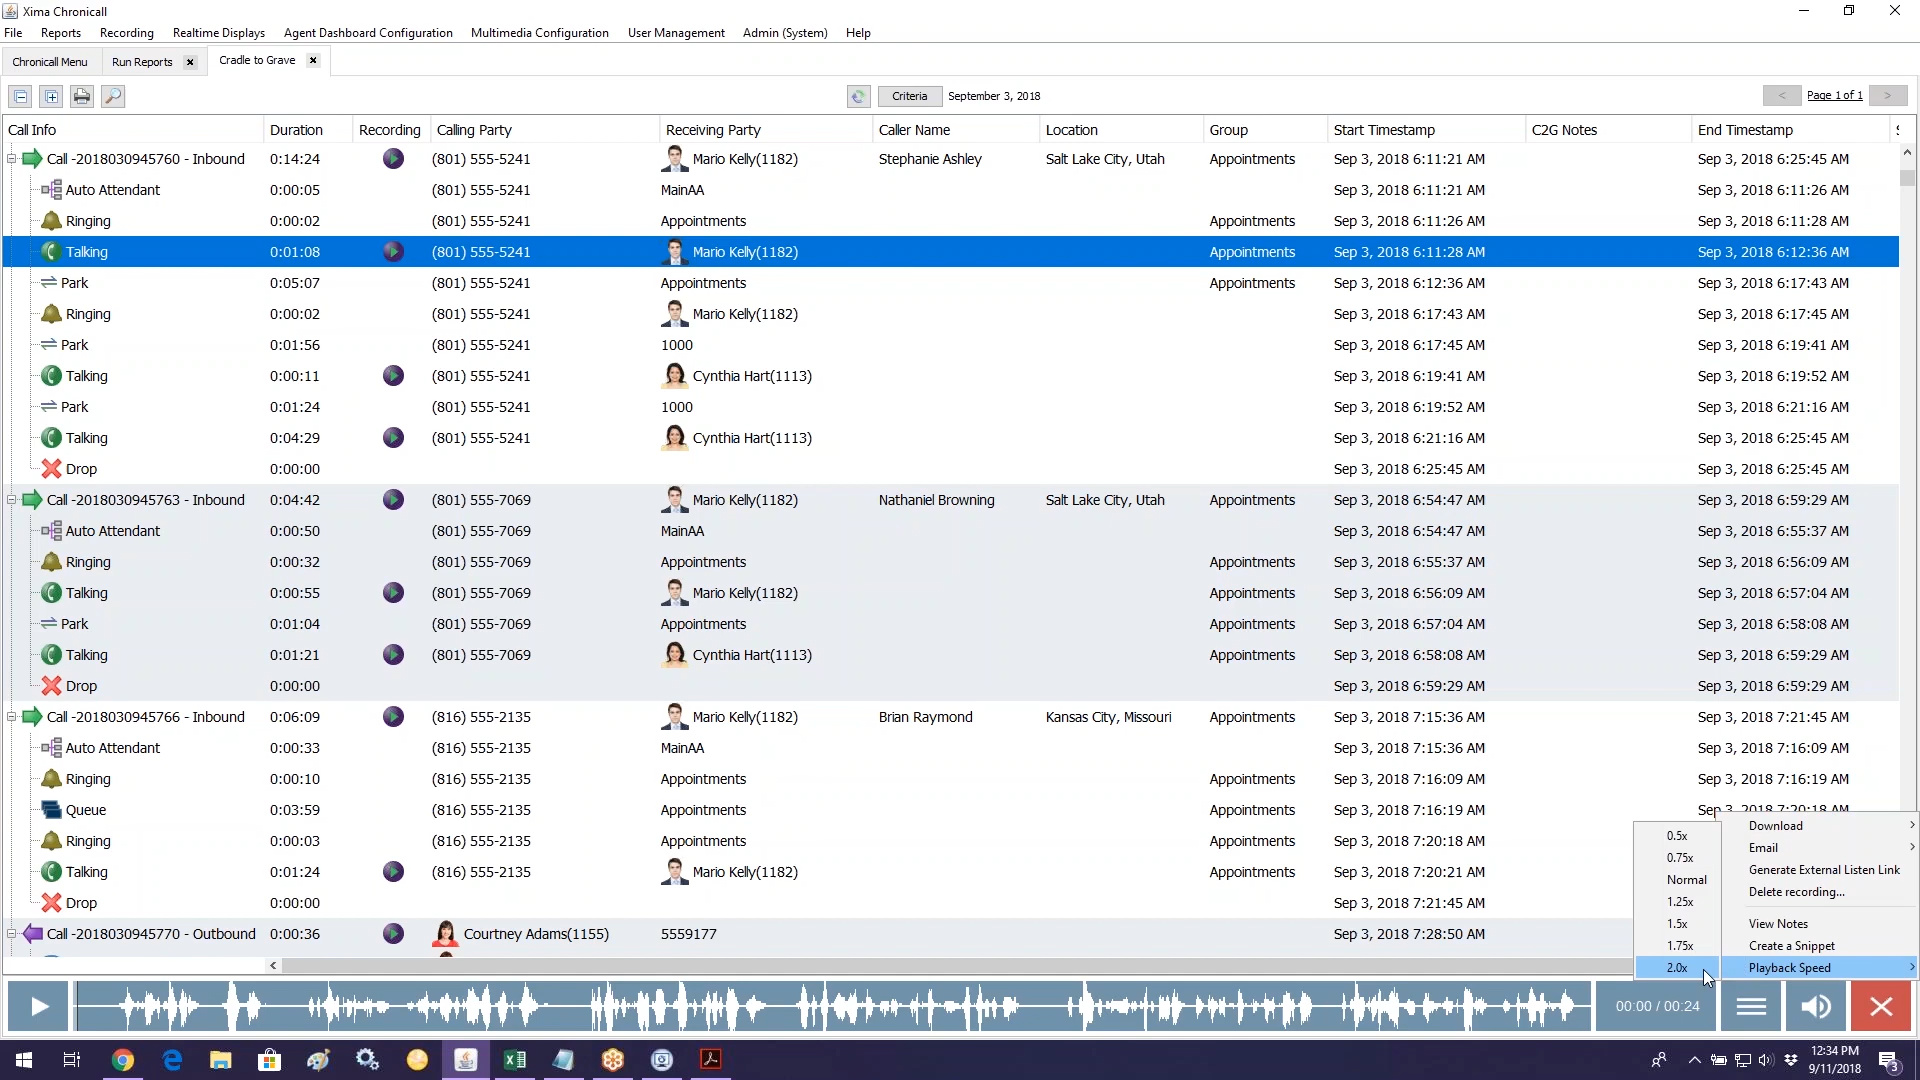 Xima Chronicall
File Reports Recording Realtime Displays Agent Dashboard Configuration Multimedia Configuration User Management Admin (System) Help
Chronicall Menu Run Reports Cradle to Grave
Criteria September 3, 2018 < Page 1 of 1 >
Call Info Duration Recording Calling Party Receiving Party Caller Name Location Group Start Timestamp C2G Notes End Timestamp
Call -2018030945760 - Inbound 0:14:24 (801) 555-5241 Mario Kelly(1182) Stephanie Ashley Salt Lake City, Utah Appointments Sep 3, 2018 6:11:21 AM Sep 3, 2018 6:25:45 AM
Auto Attendant 0:00:05 (801) 555-5241 MainAA Sep 3, 2018 6:11:21 AM Sep 3, 2018 6:11:26 AM
Ringing 0:00:02 (801) 555-5241 Appointments Appointments Sep 3, 2018 6:11:26 AM Sep 3, 2018 6:11:28 AM
Talking 0:01:08 (801) 555-5241 Mario Kelly(1182) Appointments Sep 3, 2018 6:11:28 AM Sep 3, 2018 6:12:36 AM
Park 0:05:07 (801) 555-5241 Appointments Appointments Sep 3, 2018 6:12:36 AM Sep 3, 2018 6:17:43 AM
Ringing 0:00:02 (801) 555-5241 Mario Kelly(1182) Sep 3, 2018 6:17:43 AM Sep 3, 2018 6:17:45 AM
Park 0:01:56 (801) 555-5241 1000 Sep 3, 2018 6:17:45 AM Sep 3, 2018 6:19:41 AM
Talking 0:00:11 (801) 555-5241 Cynthia Hart(1113) Sep 3, 2018 6:19:41 AM Sep 3, 2018 6:19:52 AM
Park 0:01:24 (801) 555-5241 1000 Sep 3, 2018 6:19:52 AM Sep 3, 2018 6:21:16 AM
Talking 0:04:29 (801) 555-5241 Cynthia Hart(1113) Sep 3, 2018 6:21:16 AM Sep 3, 2018 6:25:45 AM
Drop 0:00:00 Sep 3, 2018 6:25:45 AM Sep 3, 2018 6:25:45 AM
Call -2018030945763 - Inbound 0:04:42 (801) 555-7069 Mario Kelly(1182) Nathaniel Browning Salt Lake City, Utah Appointments Sep 3, 2018 6:54:47 AM Sep 3, 2018 6:59:29 AM
Auto Attendant 0:00:50 (801) 555-7069 MainAA Sep 3, 2018 6:54:47 AM Sep 3, 2018 6:55:37 AM
Ringing 0:00:32 (801) 555-7069 Appointments Appointments Sep 3, 2018 6:55:37 AM Sep 3, 2018 6:56:09 AM
Talking 0:00:55 (801) 555-7069 Mario Kelly(1182) Appointments Sep 3, 2018 6:56:09 AM Sep 3, 2018 6:57:04 AM
Park 0:01:04 (801) 555-7069 Appointments Appointments Sep 3, 2018 6:57:04 AM Sep 3, 2018 6:58:08 AM
Talking 0:01:21 (801) 555-7069 Cynthia Hart(1113) Appointments Sep 3, 2018 6:58:08 AM Sep 3, 2018 6:59:29 AM
Drop 0:00:00 Sep 3, 2018 6:59:29 AM Sep 3, 2018 6:59:29 AM
Call -2018030945766 - Inbound 0:06:09 (816) 555-2135 Mario Kelly(1182) Brian Raymond Kansas City, Missouri Appointments Sep 3, 2018 7:15:36 AM Sep 3, 2018 7:21:45 AM
Auto Attendant 0:00:33 (816) 555-2135 MainAA Sep 3, 2018 7:15:36 AM Sep 3, 2018 7:16:09 AM
Ringing 0:00:10 (816) 555-2135 Appointments Appointments Sep 3, 2018 7:16:09 AM Sep 3, 2018 7:16:19 AM
Queue 0:03:59 (816) 555-2135 Appointments Appointments Sep 3, 2018 7:16:19 AM Sep 3, 2018 7:20:18 AM
Ringing 0:00:03 (816) 555-2135 Appointments Appointments Sep 3, 2018 7:20:18 AM
Talking 0:01:24 (816) 555-2135 Mario Kelly(1182) Appointments Sep 3, 2018 7:20:21 AM
Drop 0:00:00 Sep 3, 2018 7:21:45 AM
Call -2018030945770 - Outbound 0:00:36 Courtney Adams(1155) 5559177 Sep 3, 2018 7:28:50 AM
0.5x
0.75x
Normal
1.25x
1.5x
1.75x
2.0x
Download
Email
Generate External Listen Link
Delete recording...
View Notes
Create a Snippet
Playback Speed
00:00 / 00:24
12:34 PM
9/11/2018
3